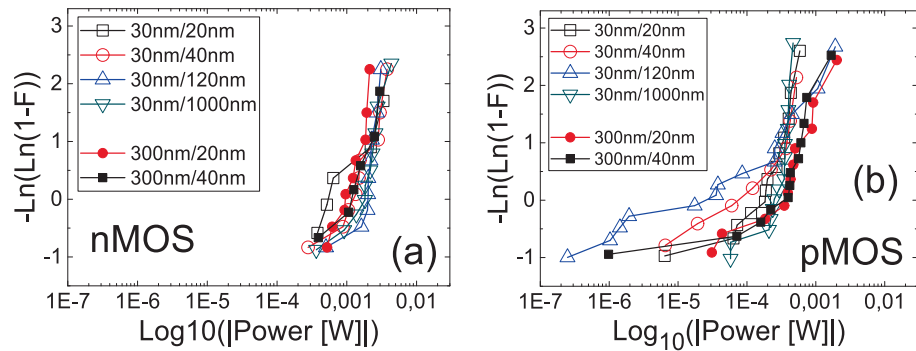 3
2
1
0
-1
-Ln(Ln(1-F))
30nm/20nm
30nm/40nm
30nm/120nm
30nm/1000nm
300nm/20nm
300nm/40nm
nMOS
(a)
1E-7
1E-6
1E-5
1E-4
0,001
0,01
Log10(|Power [W]|)
3
2
1
0
-1
-2
-Ln(Ln(1-F))
30nm/20nm
30nm/40nm
30nm/120nm
30nm/1000nm
300nm/20nm
300nm/40nm
(b)
pMOS
1E-7
1E-6
1E-5
1E-4
0,001
0,01
Log10(|Power [W]|)